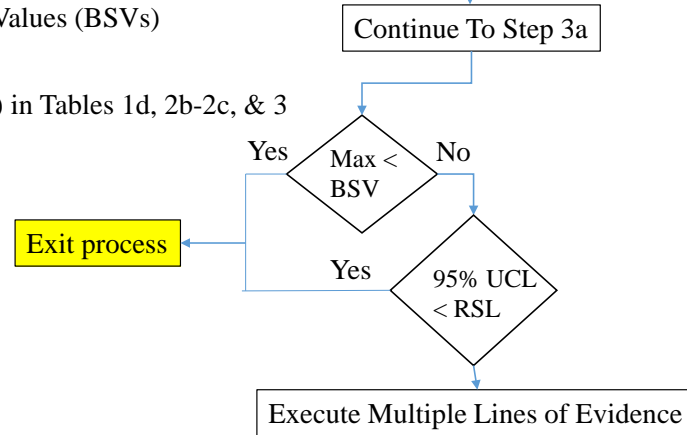 Values (BSVs)
Continue To Step 3a
) in Tables 1d, 2b-2c, & 3
Yes
Max <
BSV
No
Exit process
Yes
95% UCL
< RSL
Execute Multiple Lines of Evidence